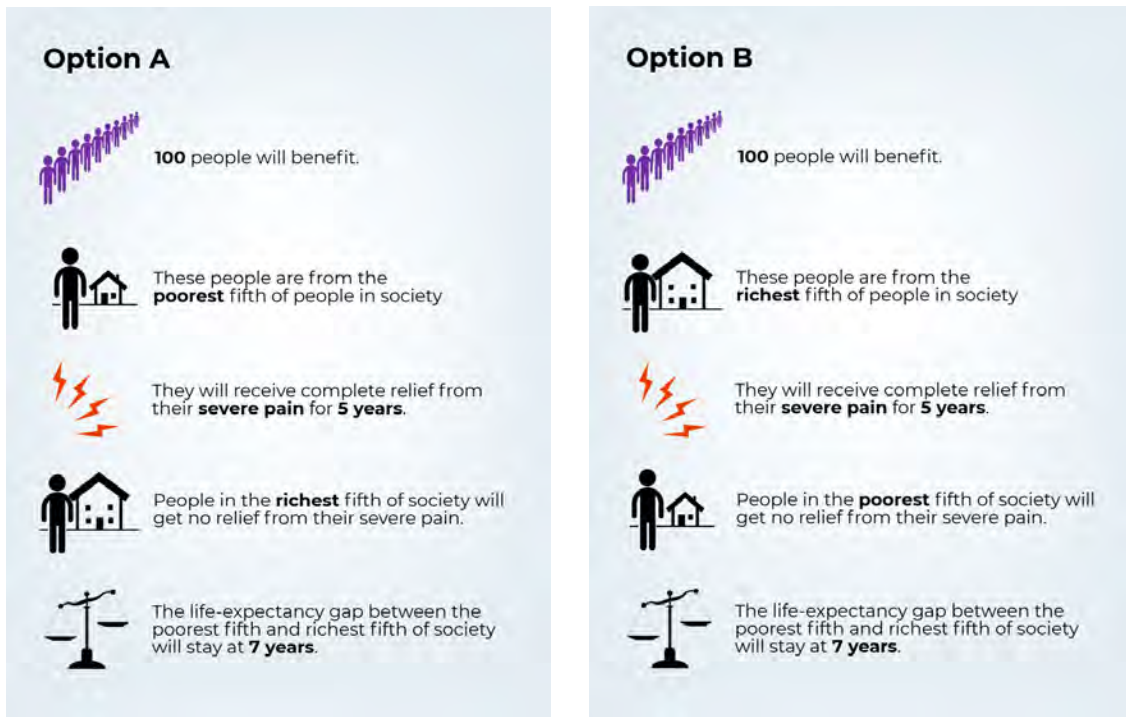 Option A
100 people will benefit.
These people are from the
poorest fifth of people in society
They will receive complete relief from
their severe pain for 5 years.
People in the richest fifth of society will
get no relief from their severe pain.
The life-expectancy gap between the
poorest fifth and richest fifth of society
will stay at 7 years.
Option B
100 people will benefit.
These people are from the
richest fifth of people in society
They will receive complete relief from
their severe pain for 5 years.
People in the poorest fifth of society will
get no relief from their severe pain.
The life-expectancy gap between the
poorest fifth and richest fifth of society
will stay at 7 years.